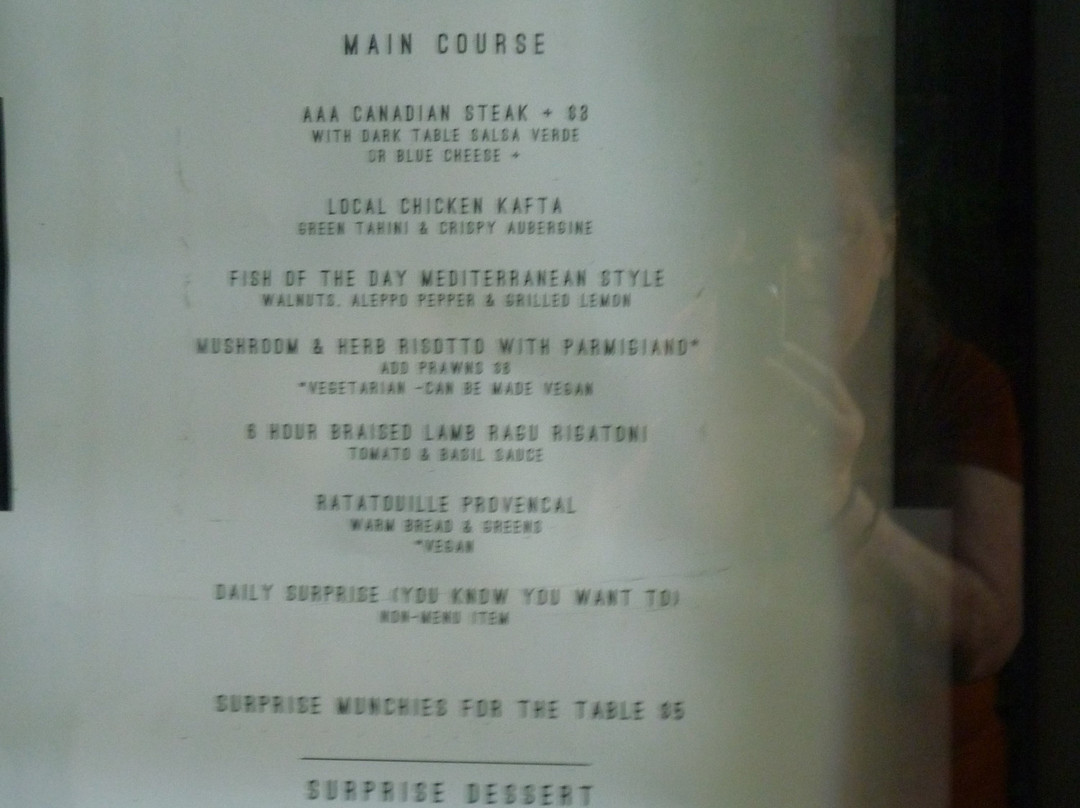 MAIN COURSE
AAA CANADIAN STEAK + $3
WITH DARK TABLE SALSA VERDE
OR BLUE CHEESE +
LOCAL CHICKEN KAFTA
GREEN TAHINI & CRISPY AUBERGINE
FISH OF THE DAY MEDITERRANEAN STYLE
WALNUTS, ALEPPO PEPPER & GRILLED LEMON
MUSHROOM & HERB RISOTTO WITH PARMIGIANO*
ADD PRAWNS $8
*VEGETARIAN -CAN BE MADE VEGAN
6 HOUR BRAISED LAMB RAGU RIGATONI
TOMATO & BASIL SAUCE
RATATOUILLE PROVENCAL
WARM BREAD & GREENS
*VEGAN
DAILY SURPRISE (YOU KNOW YOU WANT TO)
NON-MENU ITEM
SURPRISE MUNCHIES FOR THE TABLE $5
SURPRISE DESSERT